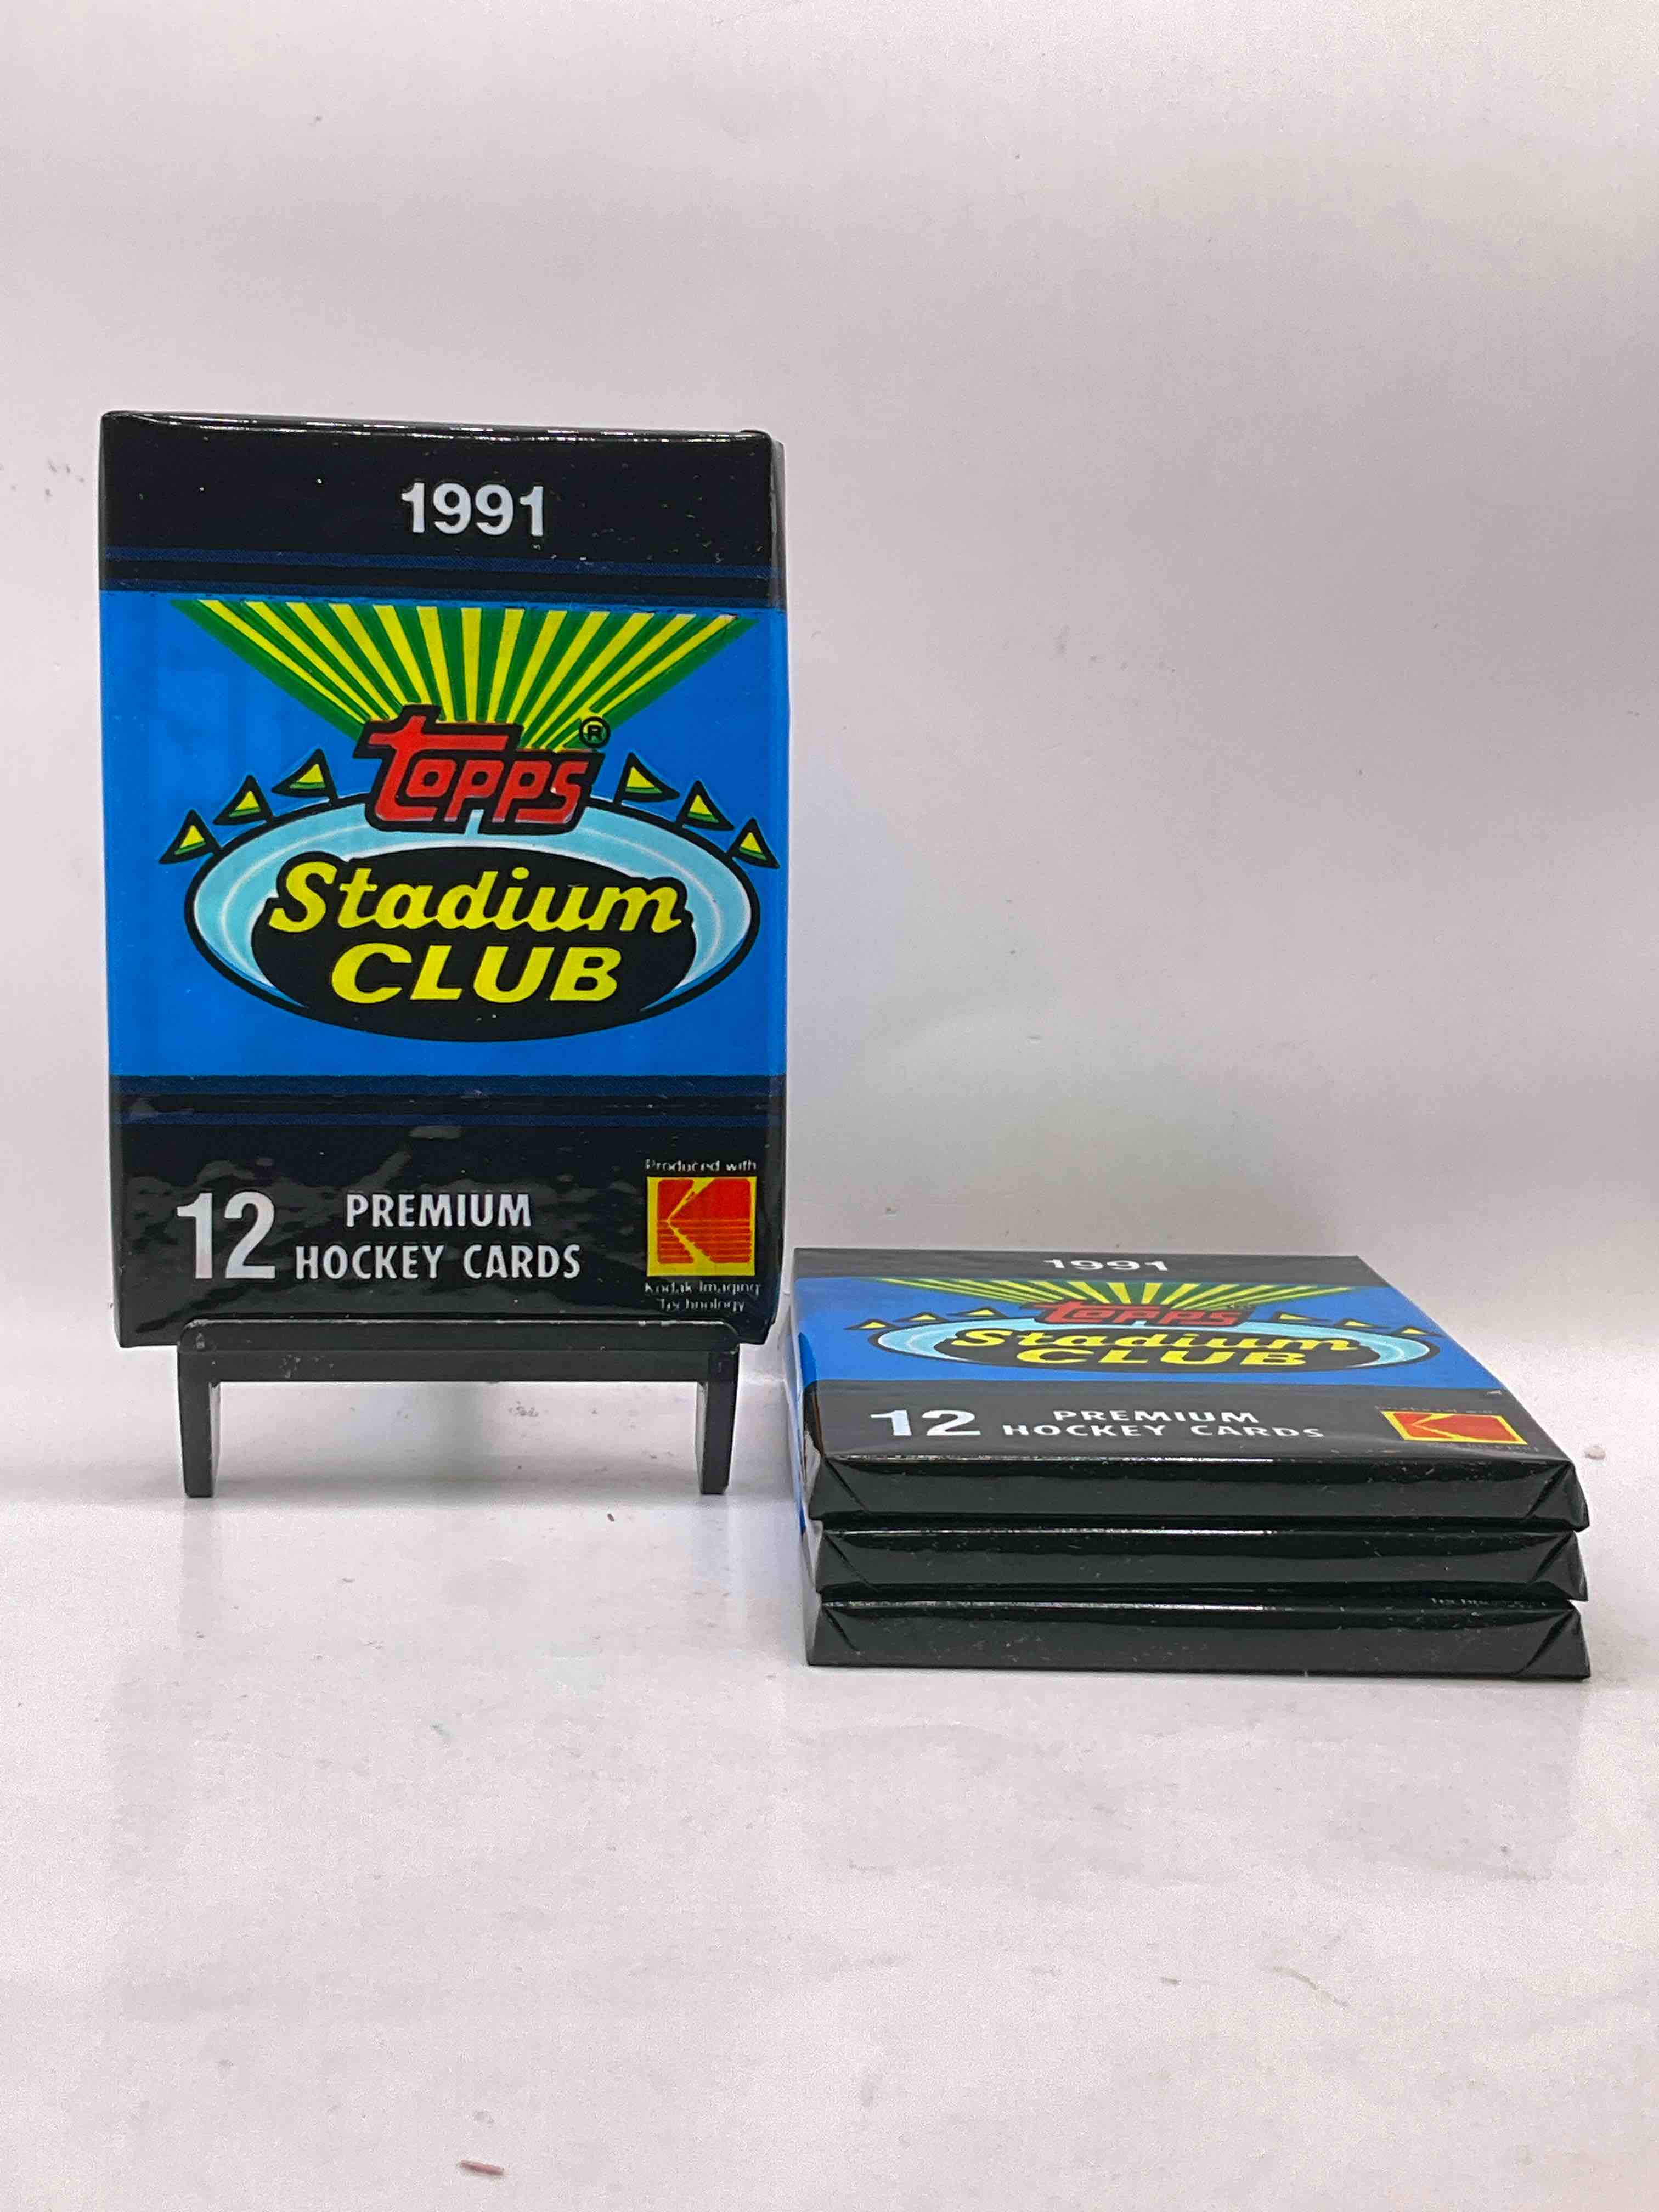 1991
topps®
Stadium
CLUB
12 PREMIUM
HOCKEY CARDS
Produced with
Kodak Imaging
Technology
1991
topps
Stadium
CLUB
12 PREMIUM
HOCKEY CARDS